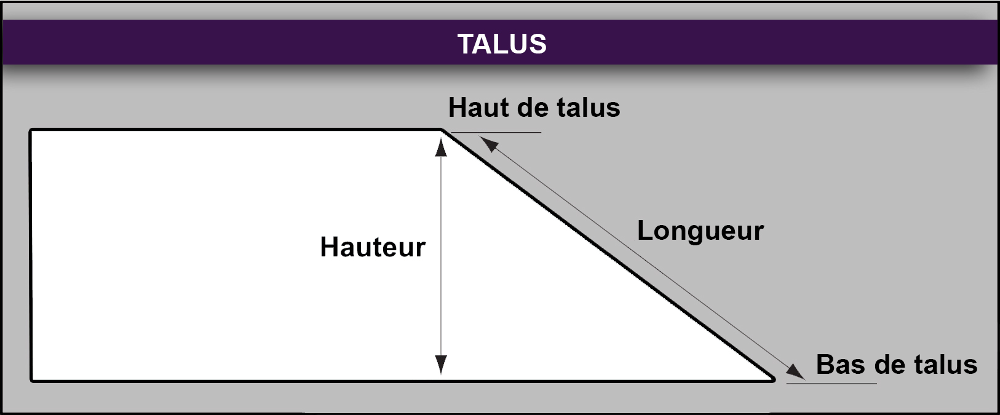 TALUS
Haut de talus
Longueur
Hauteur
Bas de talus